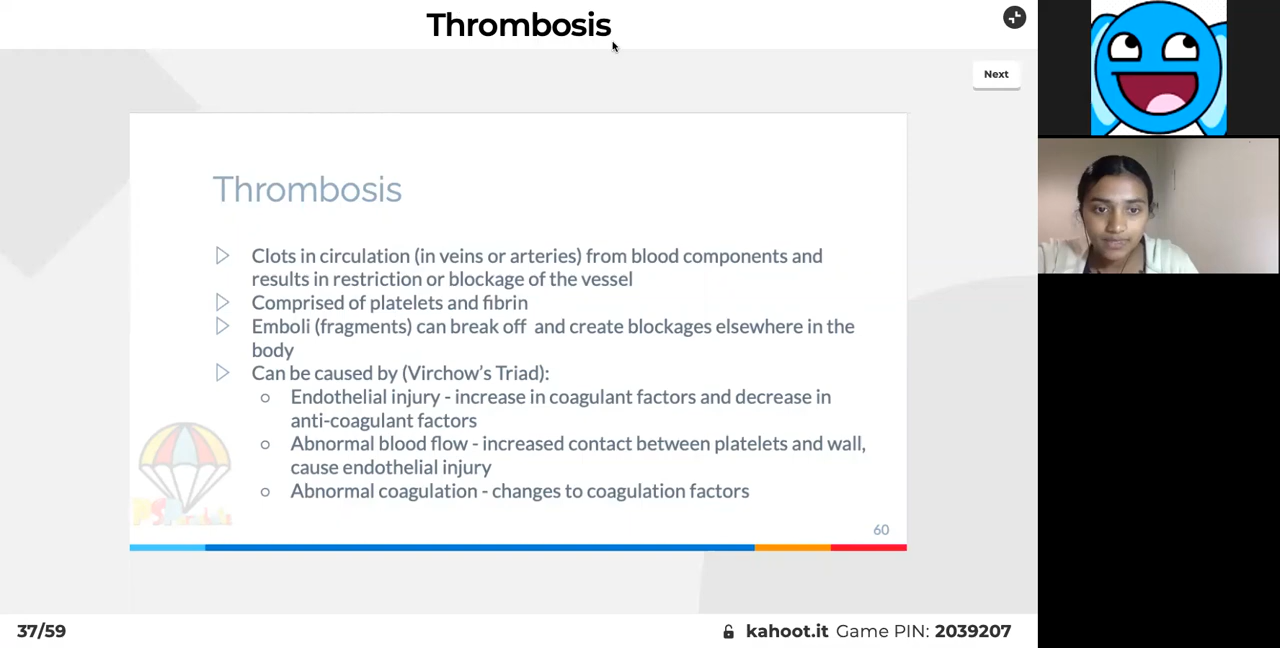 Thrombosis
Next
Thrombosis
Clots in circulation (in veins or arteries) from blood components and
results in restriction or blockage of the vessel
Comprised of platelets and fibrin
Emboli (fragments) can break off and create blockages elsewhere in the
body
Can be caused by (Virchow's Triad):
Endothelial injury - increase in coagulant factors and decrease in
anti-coagulant factors
Abnormal blood flow - increased contact between platelets and wall,
cause endothelial injury
Abnormal coagulation - changes to coagulation factors
60
37/59
kahoot.it Game PIN: 2039207